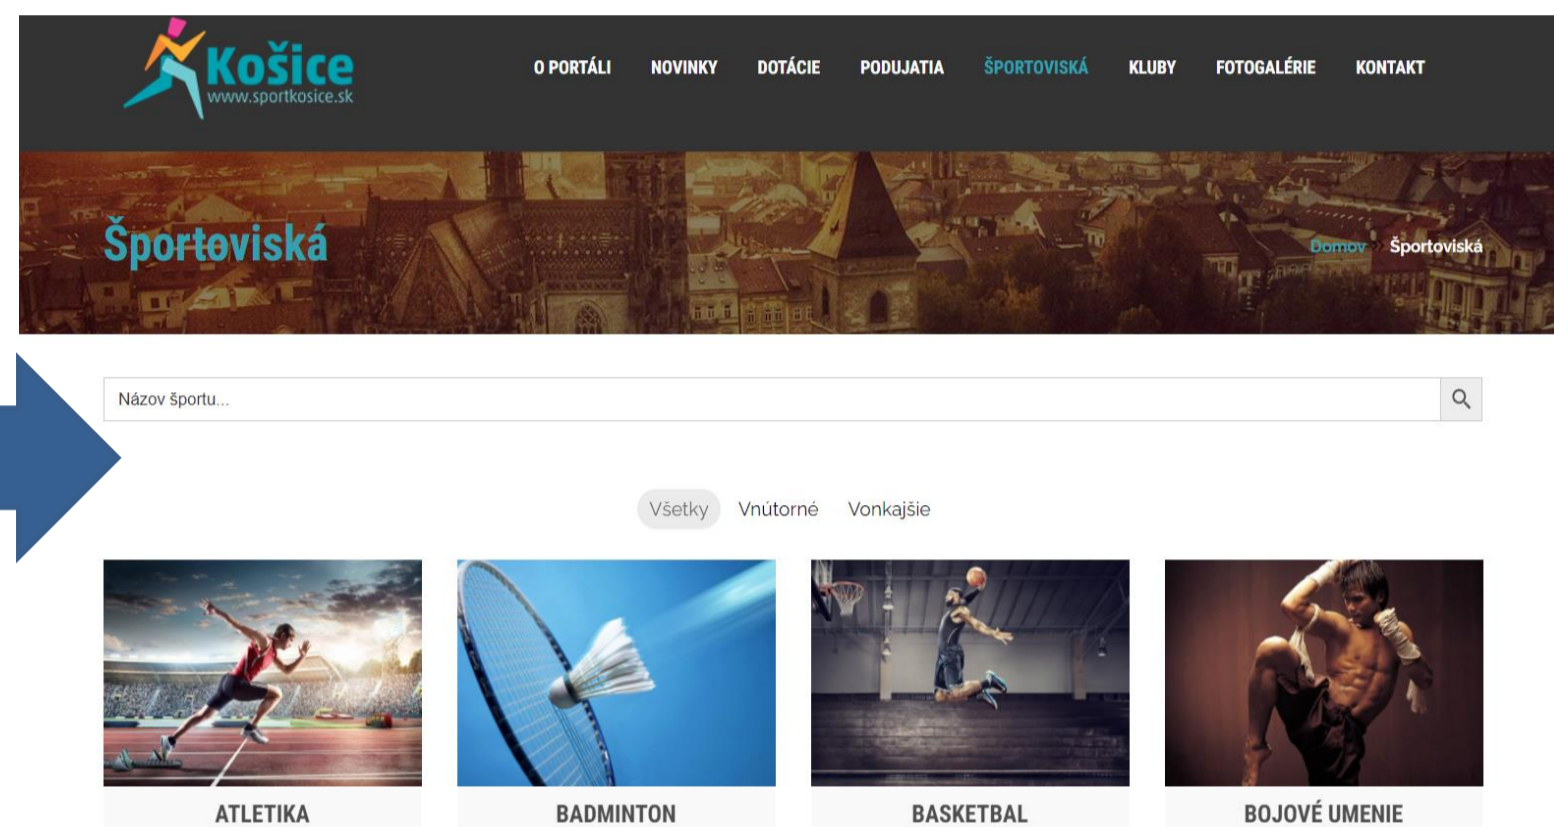 Košice
www.sportkosice.sk
O PORTÁLI NOVINKY DOTÁCIE PODUJATIA ŠPORTOVISKÁ KLUBY FOTOGALÉRIE KONTAKT
Športoviská
Domov » Športoviská
Názov športu...
Všetky Vnútorné Vonkajšie
ATLETIKA BADMINTON BASKETBAL BOJOVÉ UMENIE